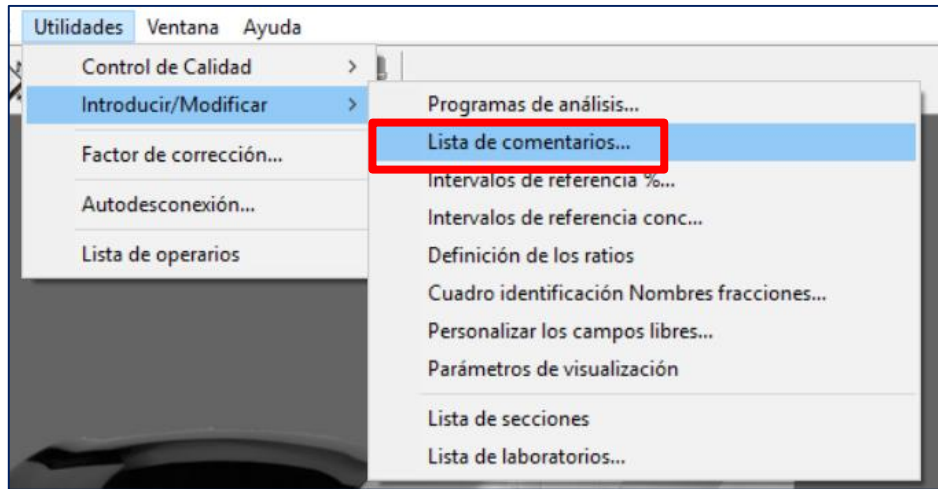 Utilidades Ventana Ayuda
Control de Calidad >
Introducir/Modificar >
Factor de corrección...
Autodesconexión...
Lista de operarios
Programas de análisis...
Lista de comentarios...
Intervalos de referencia %...
Intervalos de referencia conc...
Definición de los ratios
Cuadro identificación Nombres fracciones...
Personalizar los campos libres...
Parámetros de visualización
Lista de secciones
Lista de laboratorios...